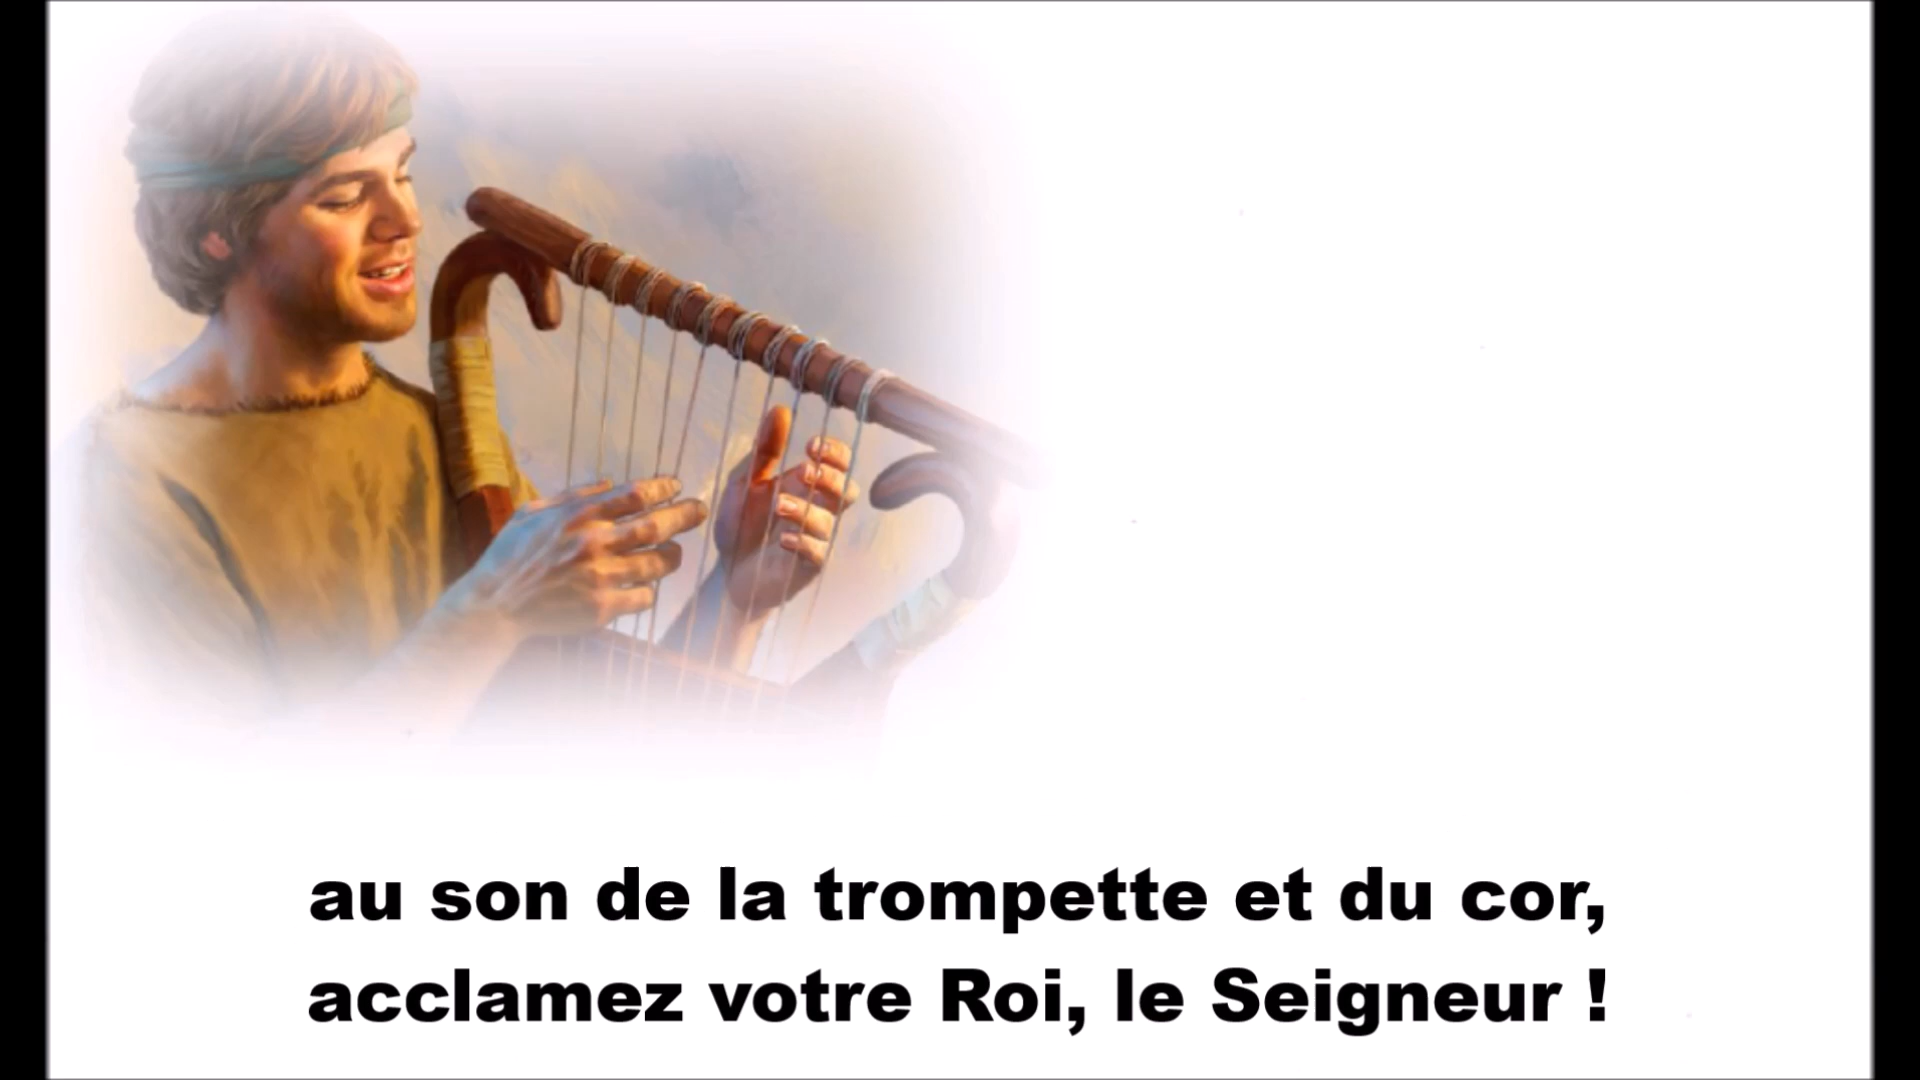 au son de la trompette et du cor,
acclamez votre Roi, le Seigneur !